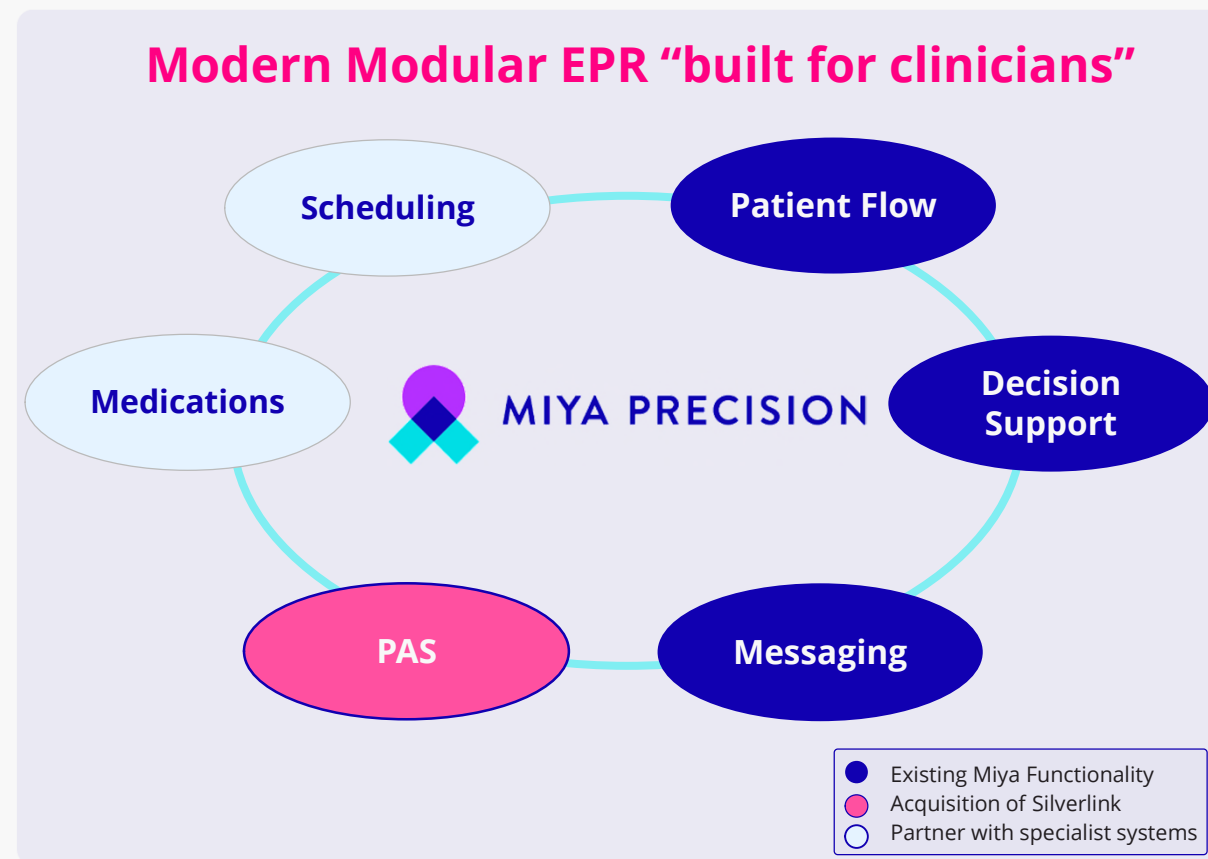 Modern Modular EPR “built for clinicians”
Scheduling
Patient Flow
Medications
MIYA PRECISION
Decision
Support
PAS
Messaging
Existing Miya Functionality
Acquisition of Silverlink
Partner with specialist systems